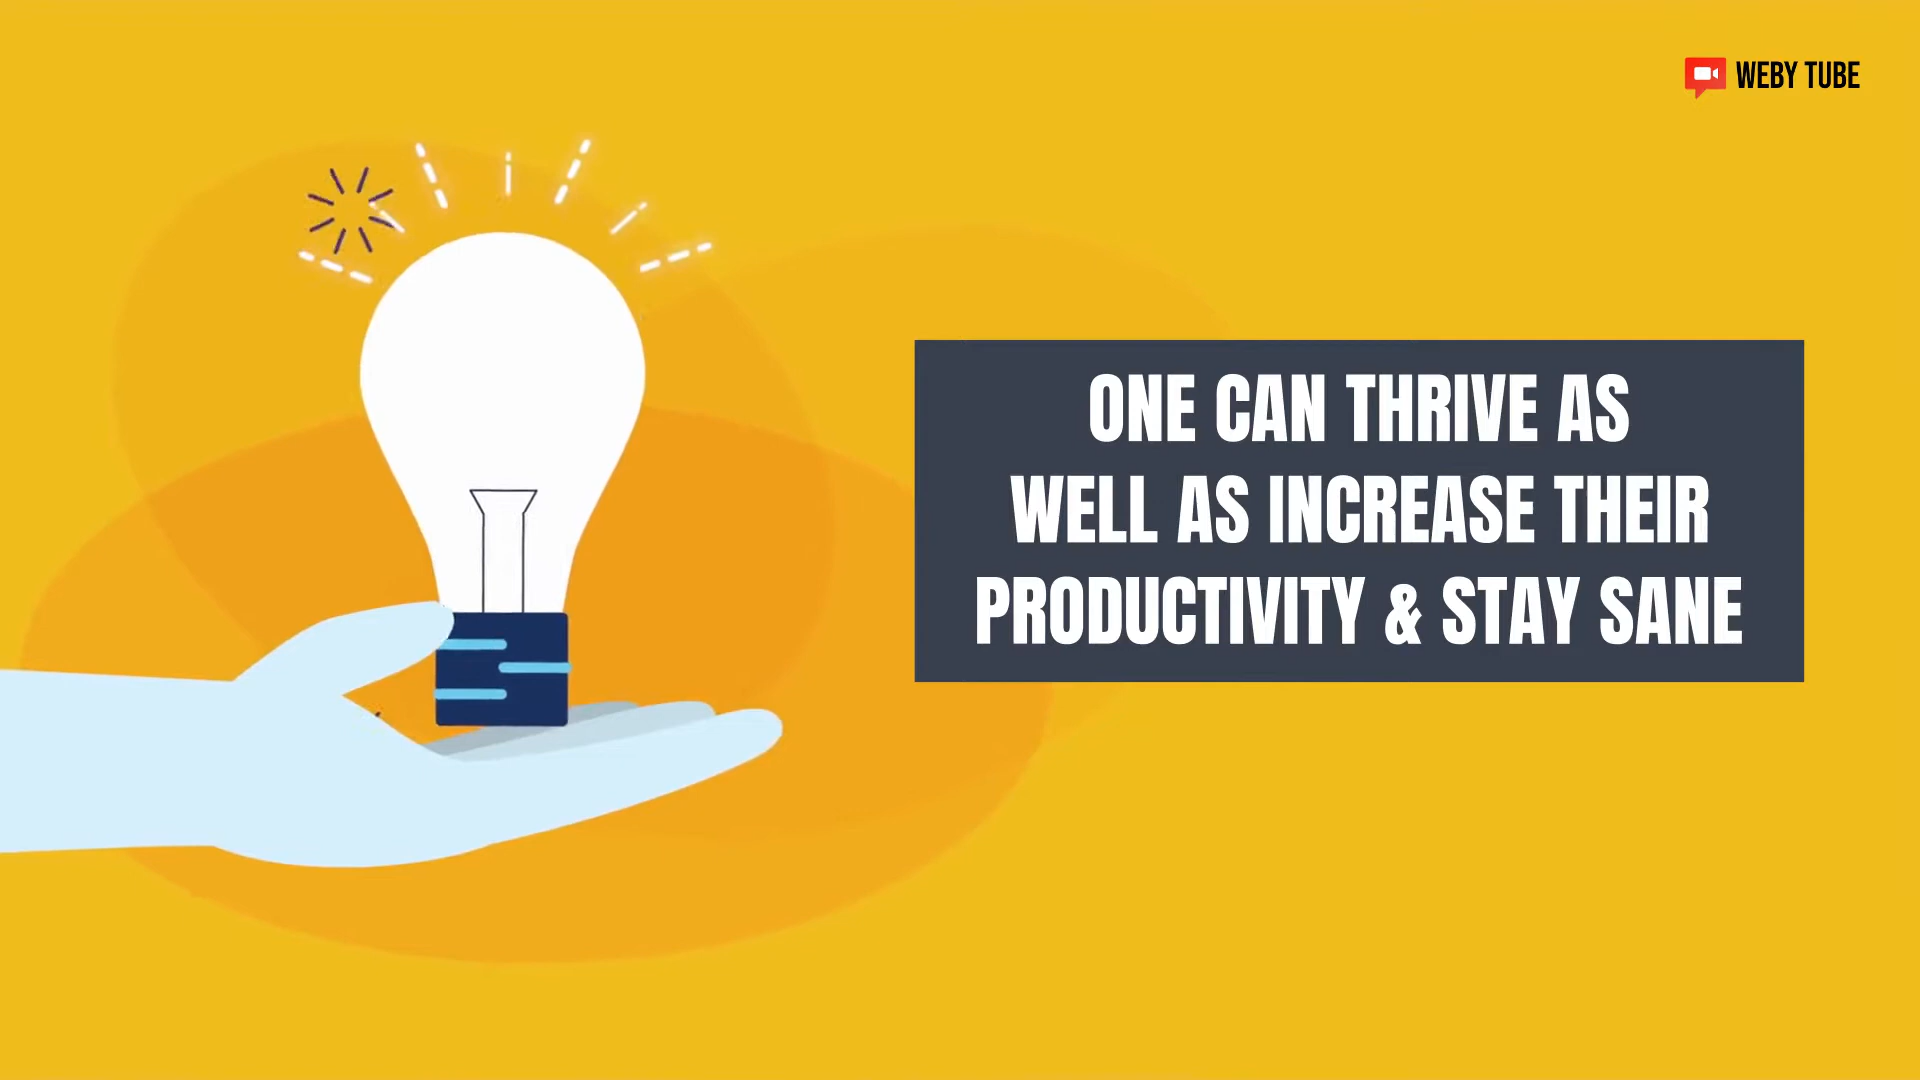 WEBY TUBE
ONE CAN THRIVE AS
WELL AS INCREASE THEIR
PRODUCTIVITY & STAY SANE